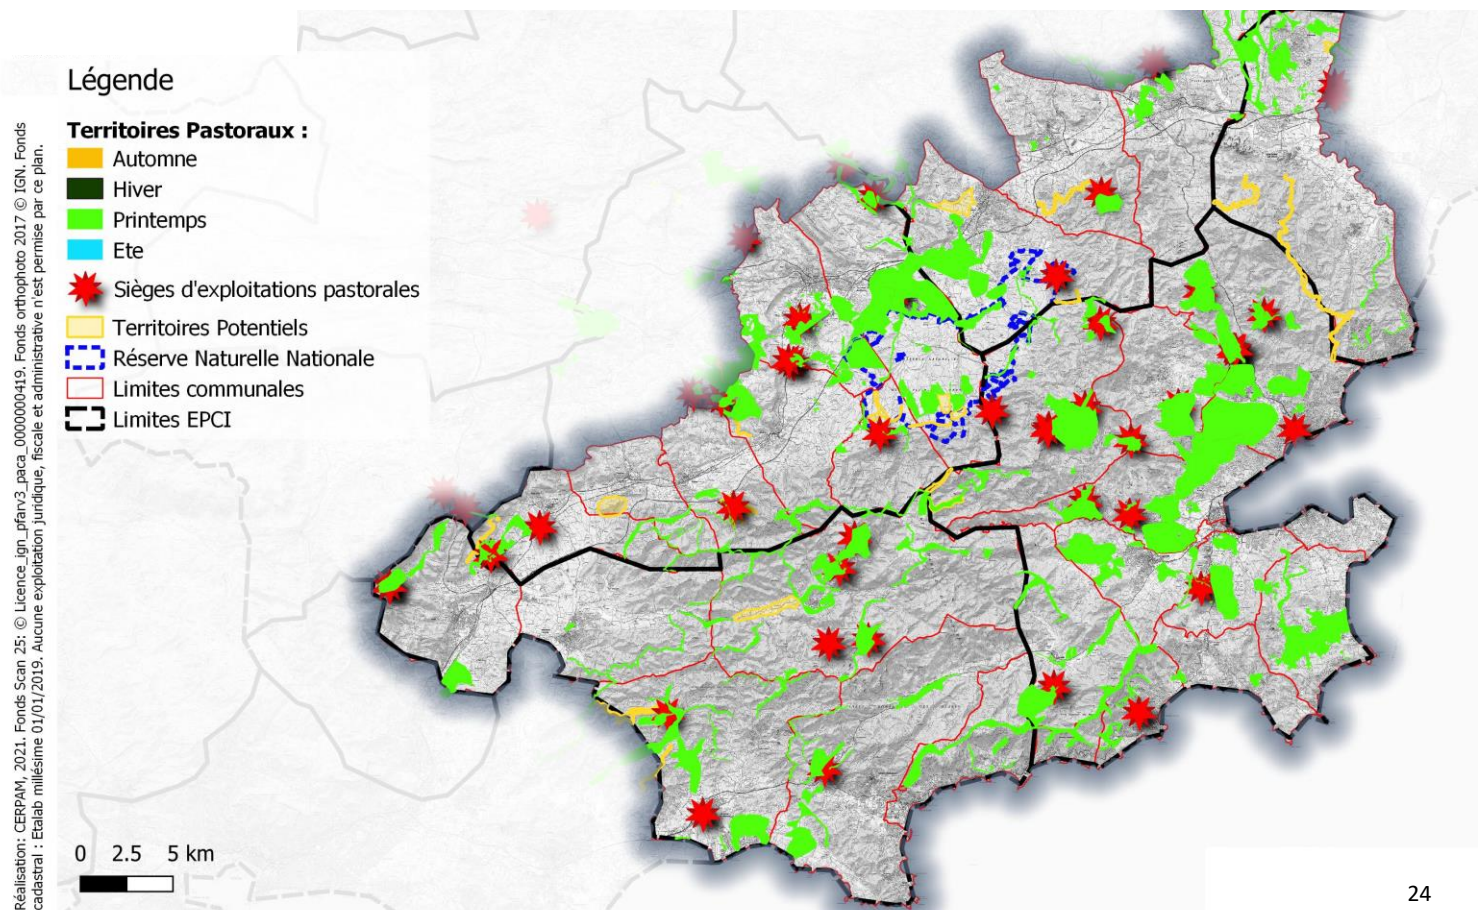 Légende
Territoires Pastoraux :
Automne
Hiver
Printemps
Ete
Sièges d'exploitations pastorales
Territoires Potentiels
Réserve Naturelle Nationale
Limites communales
Limites EPCI
0 2.5 5 km
Réalisation: CERPAM, 2021. Fonds Scan 25: © Licence_ign_pfarv3_paca_0000000419. Fonds orthophoto 2017 © IGN. Fonds
cadastral : Etalab millésime 01/01/2019. Aucune exploitation juridique, fiscale et administrative n'est permise par ce plan.
24